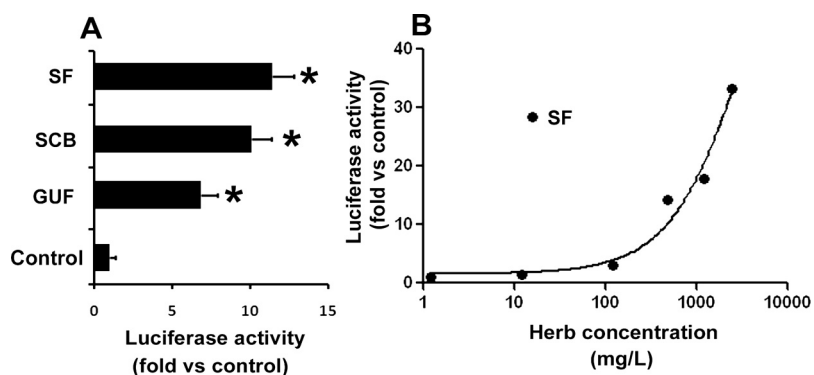 A
SF
*
SCB
*
GUF
*
Control
0 5 10 15
Luciferase activity
(fold vs control)
B
Luciferase activity
(fold vs control)
40
30
20
10
0
SF
1 10 100 1000 10000
Herb concentration
(mg/L)